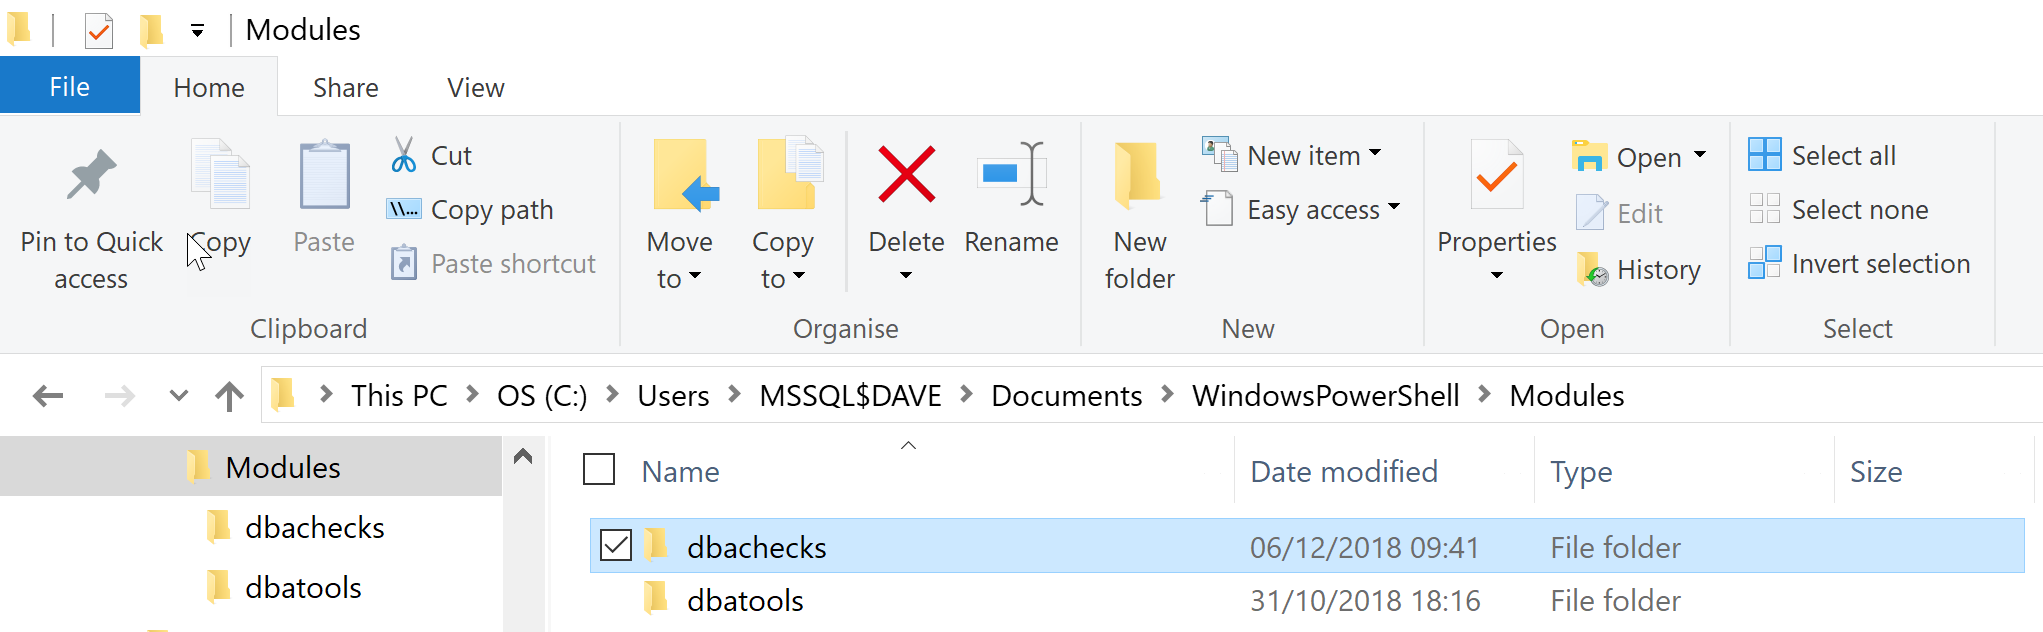 Modules
File Home Share View
Pin to Quick access
Copy
Paste
Cut
Copy path
Paste shortcut
Clipboard
Move to
Copy to
Delete
Rename
Organise
New folder
New item
Easy access
New
Properties
Open
Edit
History
Open
Select all
Select none
Invert selection
Select
This PC > OS (C:) > Users > MSSQL$DAVE > Documents > WindowsPowerShell > Modules
Modules
dbachecks
dbatools
Name Date modified Type Size
dbachecks 06/12/2018 09:41 File folder
dbatools 31/10/2018 18:16 File folder